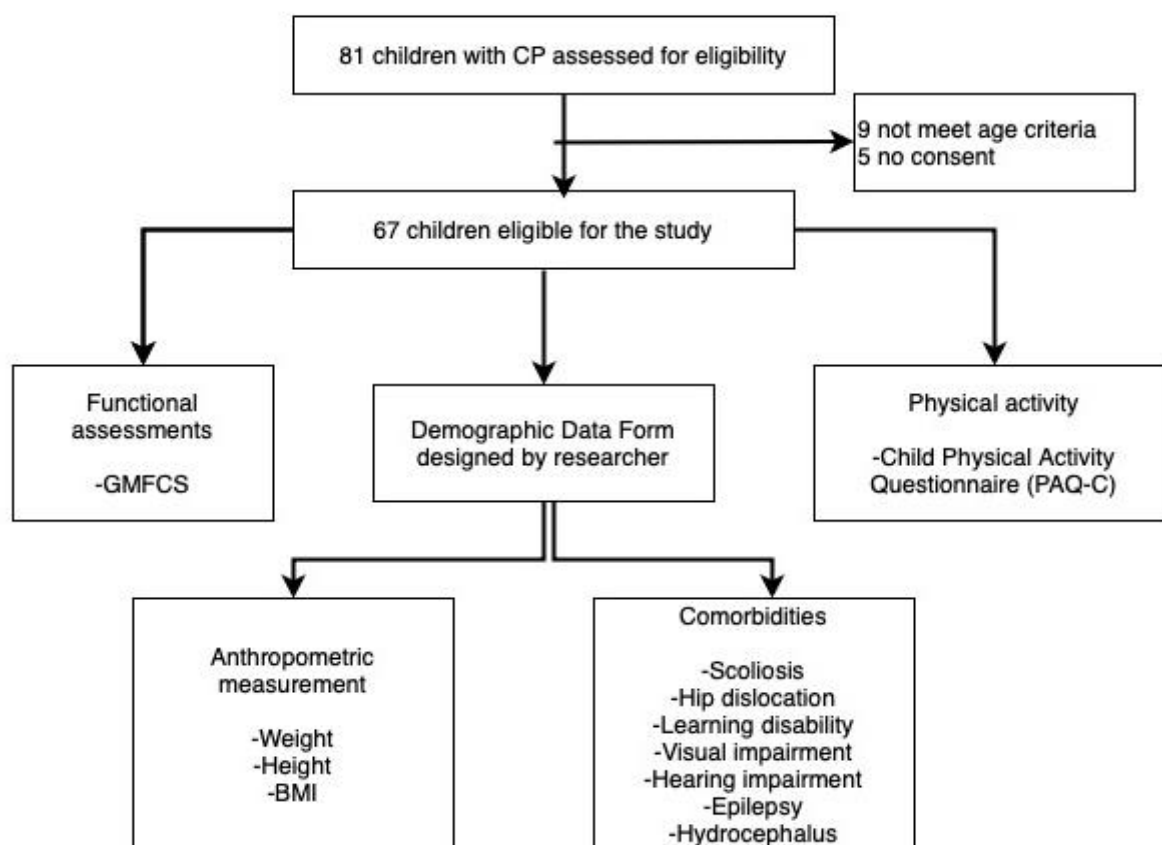 81 children with CP assessed for eligibility
9 not meet age criteria
5 no consent
67 children eligible for the study
Functional
assessments
-GMFCS
Demographic Data Form
designed by researcher
Physical activity
-Child Physical Activity
Questionnaire (PAQ-C)
Anthropometric
measurement
-Weight
-Height
-BMI
Comorbidities
-Scoliosis
-Hip dislocation
-Learning disability
-Visual impairment
-Hearing impairment
-Epilepsy
-Hydrocephalus